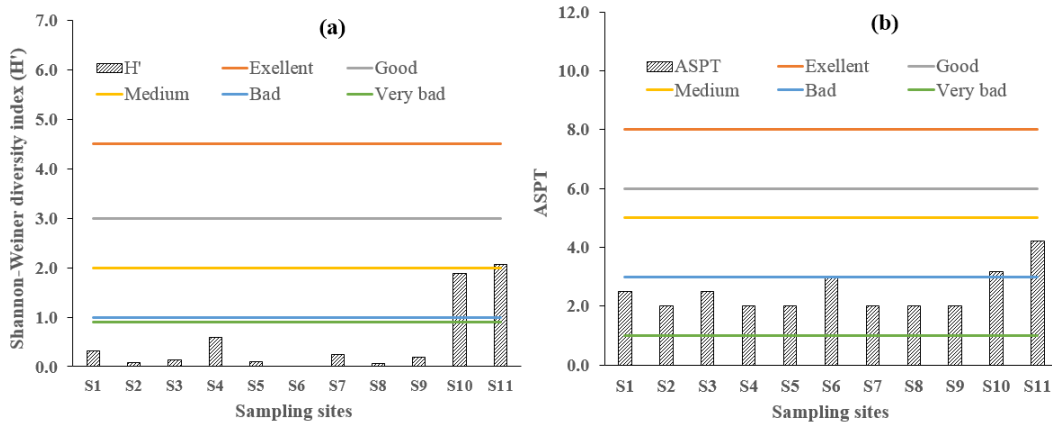 (a)
Shannon-Weiner diversity index (H')
7.0
6.0
5.0
4.0
3.0
2.0
1.0
0.0
H' Exellent Good
Medium Bad Very bad
S1 S2 S3 S4 S5 S6 S7 S8 S9 S10 S11
Sampling sites
(b)
ASPT
12.0
10.0
8.0
6.0
4.0
2.0
0.0
ASPT Exellent Good
Medium Bad Very bad
S1 S2 S3 S4 S5 S6 S7 S8 S9 S10 S11
Sampling sites